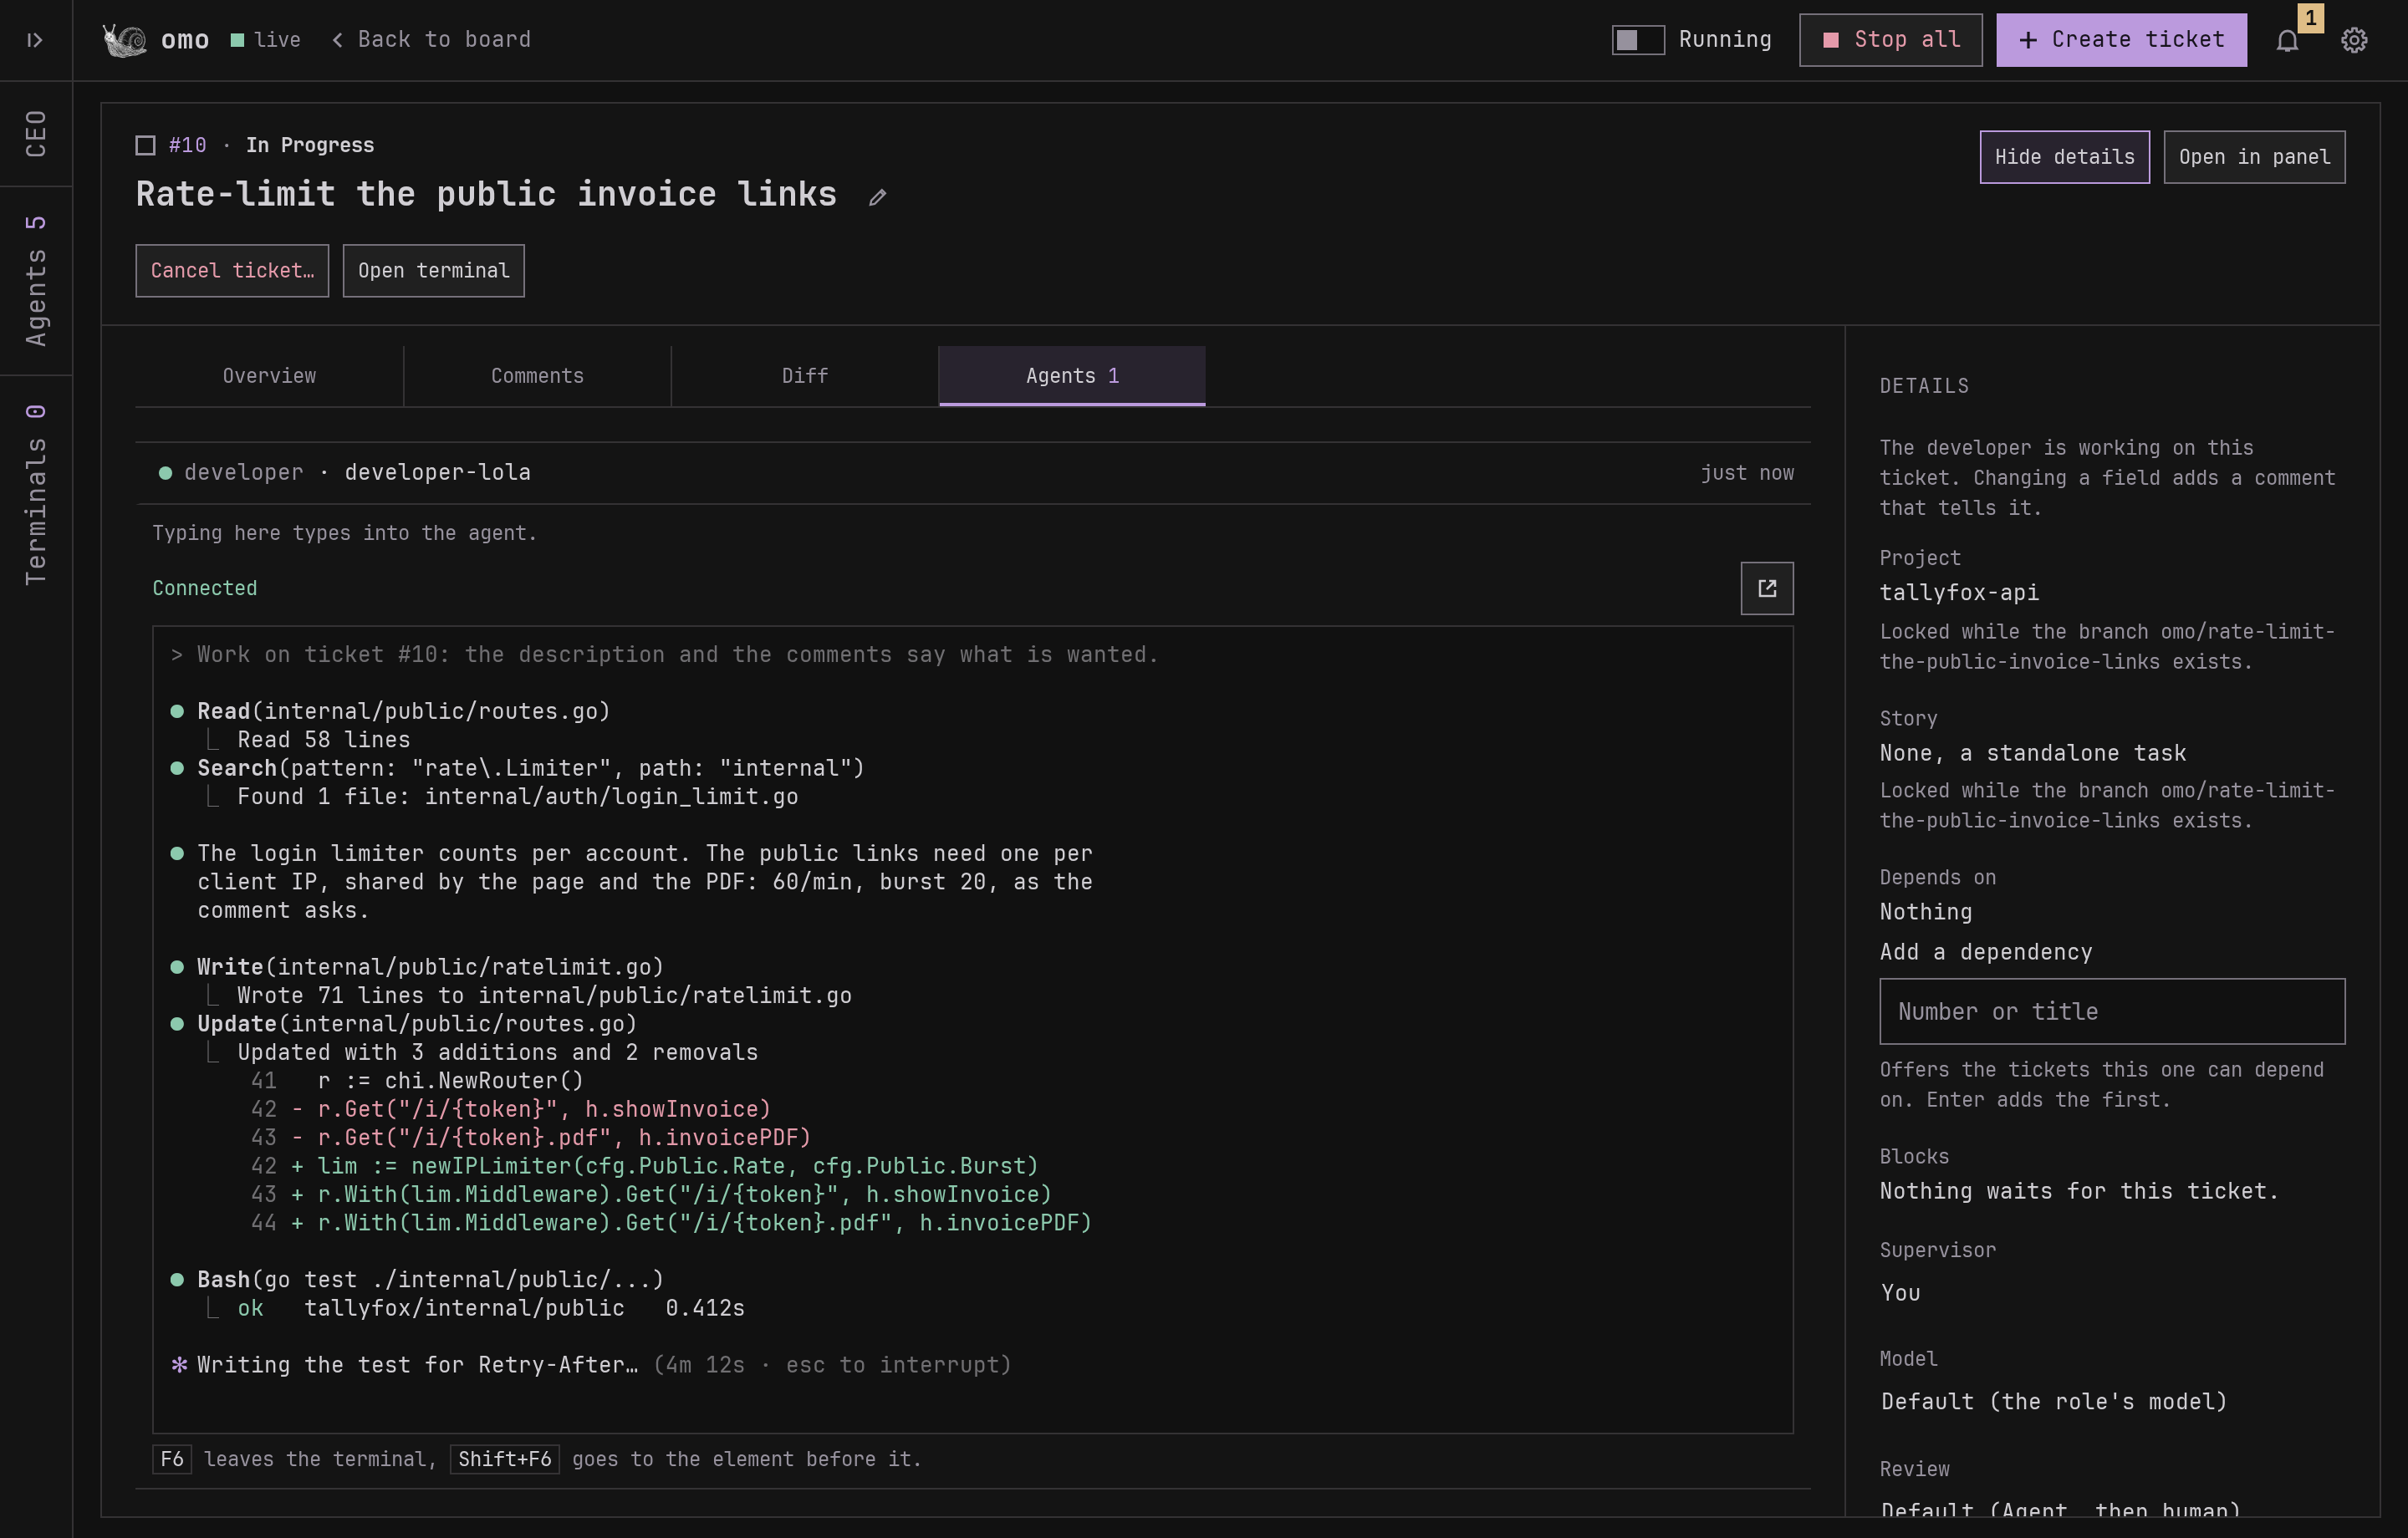 omo
live
Back to board
Running
Stop all
+ Create ticket
1
CEO
Agents 5
Terminals 0
#10 · In Progress
Rate-limit the public invoice links
Hide details
Open in panel
Cancel ticket…
Open terminal
Overview
Comments
Diff
Agents 1
developer · developer-lola
just now
Typing here types into the agent.
Connected
> Work on ticket #10: the description and the comments say what is wanted.
Read(internal/public/routes.go)
Read 58 lines
Search(pattern: "rate\.Limiter", path: "internal")
Found 1 file: internal/auth/login_limit.go
The login limiter counts per account. The public links need one per
client IP, shared by the page and the PDF: 60/min, burst 20, as the
comment asks.
Write(internal/public/ratelimit.go)
Wrote 71 lines to internal/public/ratelimit.go
Update(internal/public/routes.go)
Updated with 3 additions and 2 removals
41   r := chi.NewRouter()
42 - r.Get("/i/{token}", h.showInvoice)
43 - r.Get("/i/{token}.pdf", h.invoicePDF)
42 + lim := newIPLimiter(cfg.Public.Rate, cfg.Public.Burst)
43 + r.With(lim.Middleware).Get("/i/{token}", h.showInvoice)
44 + r.With(lim.Middleware).Get("/i/{token}.pdf", h.invoicePDF)
Bash(go test ./internal/public/...)
ok   tallyfox/internal/public   0.412s
✻ Writing the test for Retry-After… (4m 12s · esc to interrupt)
F6 leaves the terminal, Shift+F6 goes to the element before it.
DETAILS
The developer is working on this
ticket. Changing a field adds a comment
that tells it.
Project
tallyfox-api
Locked while the branch omo/rate-limit-
the-public-invoice-links exists.
Story
None, a standalone task
Locked while the branch omo/rate-limit-
the-public-invoice-links exists.
Depends on
Nothing
Add a dependency
Number or title
Offers the tickets this one can depend
on. Enter adds the first.
Blocks
Nothing waits for this ticket.
Supervisor
You
Model
Default (the role's model)
Review
Default (Agent, then human)